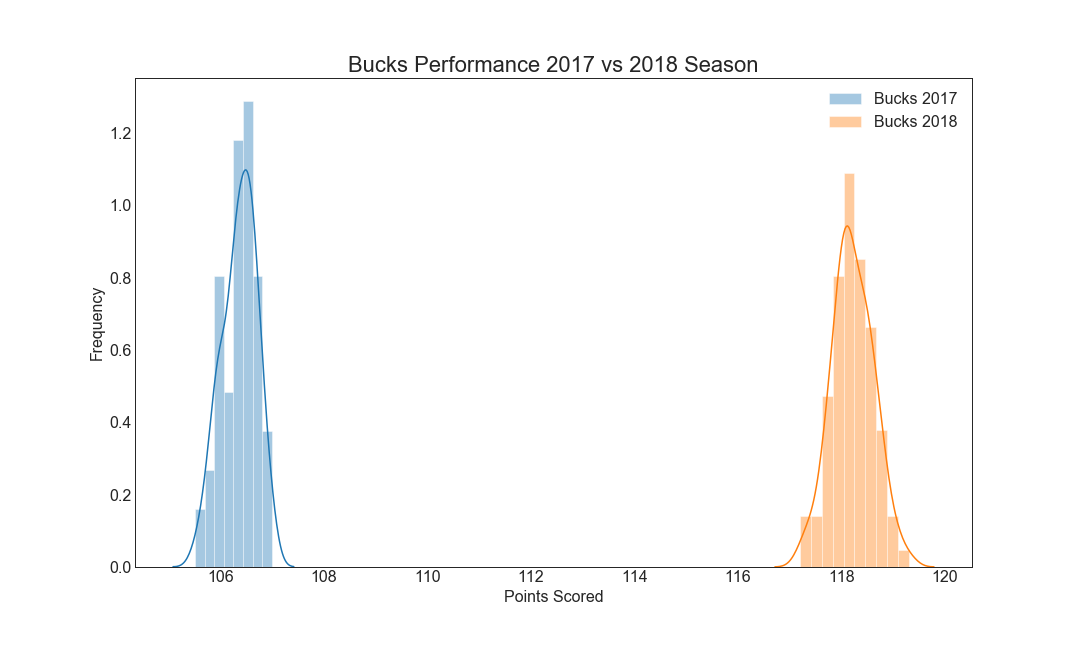 Bucks Performance 2017 vs 2018 Season
Bucks 2017
Bucks 2018
1.2
1.0
0.8
0.6
0.4
0.2
0.0
Frequency
106 108 110 112 114 116 118 120
Points Scored